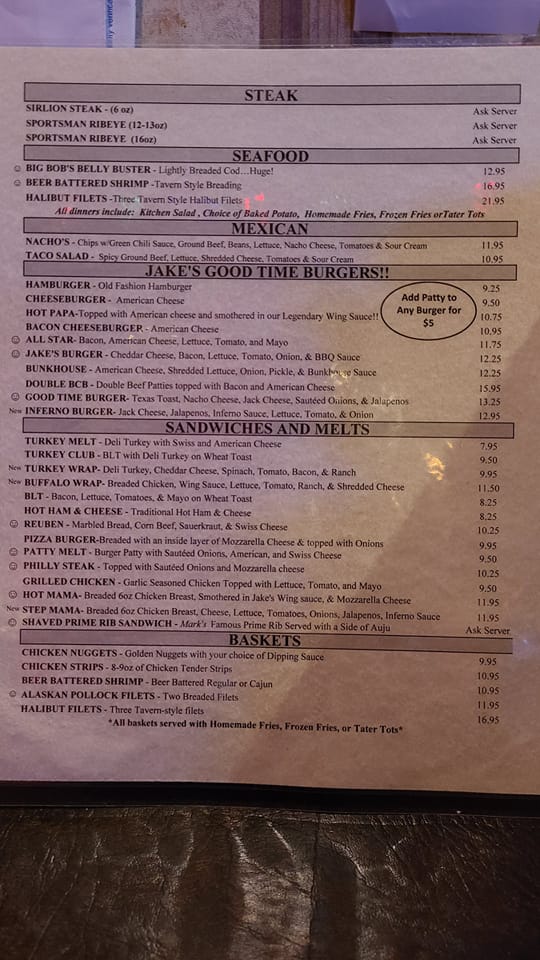 STEAK
SIRLION STEAK - (6 oz) Ask Server
SPORTSMAN RIBEYE (12-13oz) Ask Server
SPORTSMAN RIBEYE (16oz) Ask Server
SEAFOOD
☺ BIG BOB'S BELLY BUSTER - Lightly Breaded Cod...Huge! 12.95
☺ BEER BATTERED SHRIMP -Tavern Style Breading 16.95
HALIBUT FILETS -Three Tavern Style Halibut Filets 21.95
All dinners include: Kitchen Salad , Choice of Baked Potato, Homemade Fries, Frozen Fries orTater Tots
MEXICAN
NACHO'S - Chips w/Green Chili Sauce, Ground Beef, Beans, Lettuce, Nacho Cheese, Tomatoes & Sour Cream 11.95
TACO SALAD - Spicy Ground Beef, Lettuce, Shredded Cheese, Tomatoes & Sour Cream 10.95
JAKE'S GOOD TIME BURGERS!!
Add Patty to
Any Burger for
$5
HAMBURGER - Old Fashion Hamburger 9.25
CHEESEBURGER - American Cheese 9.50
HOT PAPA-Topped with American cheese and smothered in our Legendary Wing Sauce!! 10.75
BACON CHEESEBURGER - American Cheese 10.95
☺ ALL STAR- Bacon, American Cheese, Lettuce, Tomato, and Mayo 11.75
☺ JAKE'S BURGER - Cheddar Cheese, Bacon, Lettuce, Tomato, Onion, & BBQ Sauce 12.25
BUNKHOUSE - American Cheese, Shredded Lettuce, Onion, Pickle, & Bunkhouse Sauce 12.25
DOUBLE BCB - Double Beef Patties topped with Bacon and American Cheese 15.95
☺ GOOD TIME BURGER- Texas Toast, Nacho Cheese, Jack Cheese, Sautéed Onions, & Jalapenos 13.25
New INFERNO BURGER- Jack Cheese, Jalapenos, Inferno Sauce, Lettuce, Tomato, & Onion 12.95
SANDWICHES AND MELTS
TURKEY MELT - Deli Turkey with Swiss and American Cheese 7.95
TURKEY CLUB - BLT with Deli Turkey on Wheat Toast 9.50
New TURKEY WRAP- Deli Turkey, Cheddar Cheese, Spinach, Tomato, Bacon, & Ranch 9.95
New BUFFALO WRAP- Breaded Chicken, Wing Sauce, Lettuce, Tomato, Ranch, & Shredded Cheese 11.50
BLT - Bacon, Lettuce, Tomatoes, & Mayo on Wheat Toast 8.25
HOT HAM & CHEESE - Traditional Hot Ham & Cheese 8.25
☺ REUBEN - Marbled Bread, Corn Beef, Sauerkraut, & Swiss Cheese 10.25
PIZZA BURGER-Breaded with an inside layer of Mozzarella Cheese & topped with Onions 9.95
☺ PATTY MELT - Burger Patty with Sautéed Onions, American, and Swiss Cheese 9.50
☺ PHILLY STEAK - Topped with Sautéed Onions and Mozzarella cheese 10.25
GRILLED CHICKEN - Garlic Seasoned Chicken Topped with Lettuce, Tomato, and Mayo 9.50
☺ HOT MAMA- Breaded 6oz Chicken Breast, Smothered in Jake's Wing sauce, & Mozzarella Cheese 11.95
New STEP MAMA- Breaded 6oz Chicken Breast, Cheese, Lettuce, Tomatoes, Onions, Jalapenos, Inferno Sauce 11.95
☺ SHAVED PRIME RIB SANDWICH - Mark's Famous Prime Rib Served with a Side of Auju Ask Server
BASKETS
CHICKEN NUGGETS - Golden Nuggets with your choice of Dipping Sauce 9.95
CHICKEN STRIPS - 8-9oz of Chicken Tender Strips 10.95
BEER BATTERED SHRIMP - Beer Battered Regular or Cajun 10.95
☺ ALASKAN POLLOCK FILETS - Two Breaded Filets 11.95
HALIBUT FILETS - Three Tavern-style filets 16.95
*All baskets served with Homemade Fries, Frozen Fries, or Tater Tots*